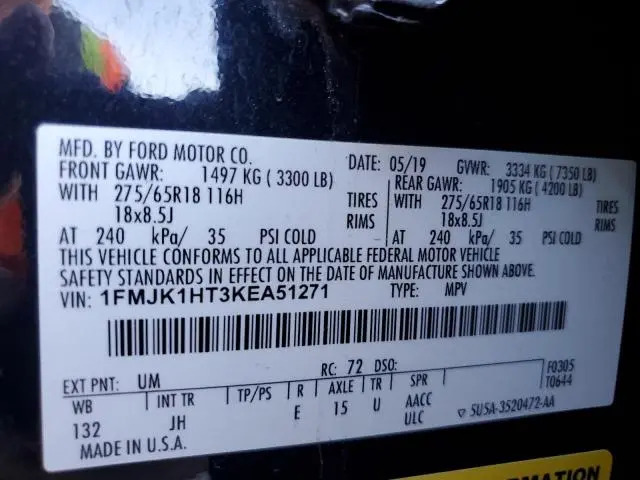 MFD. BY FORD MOTOR CO.
DATE: 05/19 GVWR: 3334 KG ( 7350 LB)
FRONT GAWR: 1497 KG ( 3300 LB) REAR GAWR: 1905 KG ( 4200 LB)
WITH 275/65R18 116H TIRES WITH 275/65R18 116H TIRES
18x8.5J RIMS 18x8.5J RIMS
AT 240 kPa/ 35 PSI COLD AT 240 kPa/ 35 PSI COLD
THIS VEHICLE CONFORMS TO ALL APPLICABLE FEDERAL MOTOR VEHICLE
SAFETY STANDARDS IN EFFECT ON THE DATE OF MANUFACTURE SHOWN ABOVE.
VIN: 1FMJK1HT3KEA51271 TYPE: MPV
EXT PNT: UM RC: 72 DSO: F0305
T0644
WB INT TR TP/PS R AXLE TR SPR
132 JH E 15 U AACC
ULC
MADE IN U.S.A. 5U5A-3520472-AA